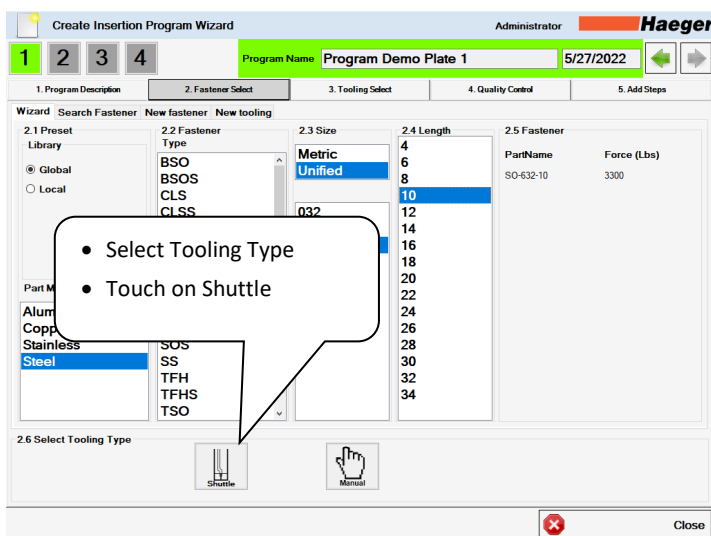 Create Insertion Program Wizard
Administrator
Haeger
1 2 3 4
Program Name Program Demo Plate 1 5/27/2022
1. Program Description 2. Fastener Select 3. Tooling Select 4. Quality Control 5. Add Steps
Wizard Search Fastener New fastener New tooling
2.1 Preset
Library
Global
Local
Part M
Alum
Copp
Stainless
Steel
2.2 Fastener
Type
BSO
BSOS
CLS
CLSS
SOS
SS
TFH
TFHS
TSO
2.3 Size
Metric
Unified
032
2.4 Length
4
6
8
10
12
14
16
18
20
22
24
26
28
30
32
34
2.5 Fastener
PartName Force (Lbs)
SO-632-10 3300
• Select Tooling Type
• Touch on Shuttle
2.6 Select Tooling Type
Shuttle
Manual
Close